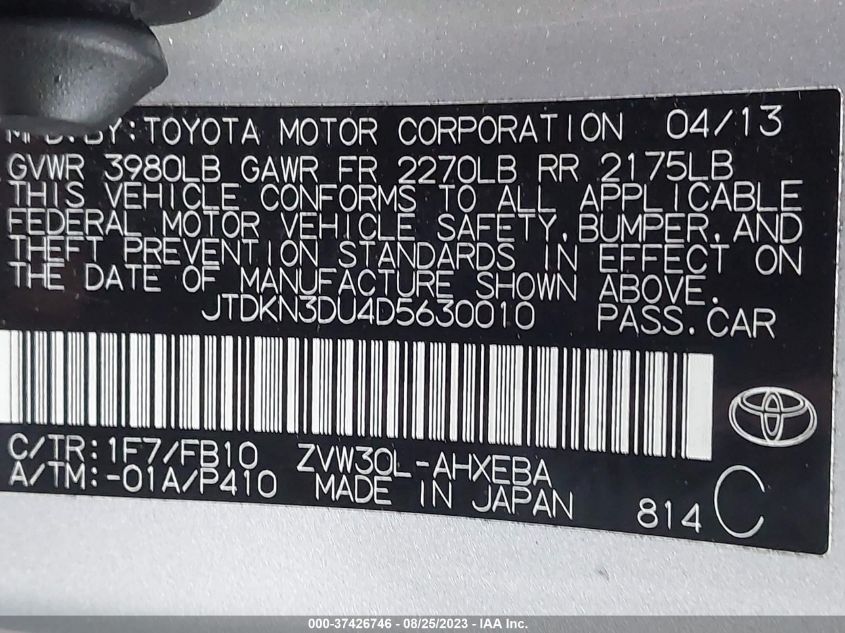 MFD.BY:TOYOTA MOTOR CORPORATION 04/13
GVWR 3980LB GAWR FR 2270LB RR 2175LB
THIS VEHICLE CONFORMS TO ALL APPLICABLE
FEDERAL MOTOR VEHICLE SAFETY, BUMPER, AND
THEFT PREVENTION STANDARDS IN EFFECT ON
THE DATE OF MANUFACTURE SHOWN ABOVE.
JTDKN3DU4D5630010 PASS.CAR
C/TR: 1F7/FB10 ZVW30L-AHXEBA
A/TM:-01A/P410 MADE IN JAPAN 814 C
000-37426746 - 08/25/2023 - IAA Inc.